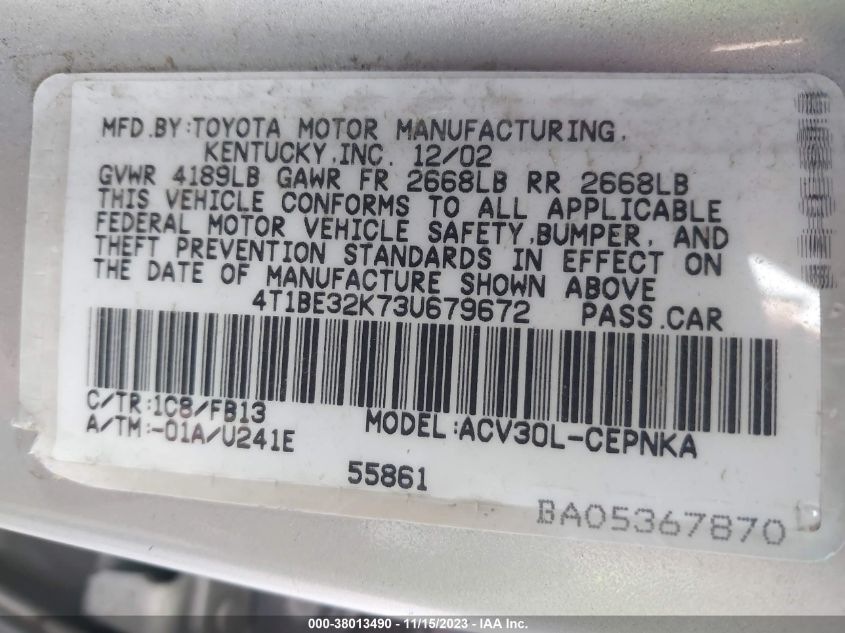 MFD.BY:TOYOTA MOTOR MANUFACTURING,
KENTUCKY,INC. 12/02
GVWR 4189LB GAWR FR 2668LB RR 2668LB
THIS VEHICLE CONFORMS TO ALL APPLICABLE
FEDERAL MOTOR VEHICLE SAFETY,BUMPER, AND
THEFT PREVENTION STANDARDS IN EFFECT ON
THE DATE OF MANUFACTURE SHOWN ABOVE
4T1BE32K73U679672 PASS.CAR
C/TR:1C8/FB13
A/TM:-01A/U241E
MODEL:ACV30L-CEPNKA
55861
BA05367870
000-38013490 - 11/15/2023 - IAA Inc.